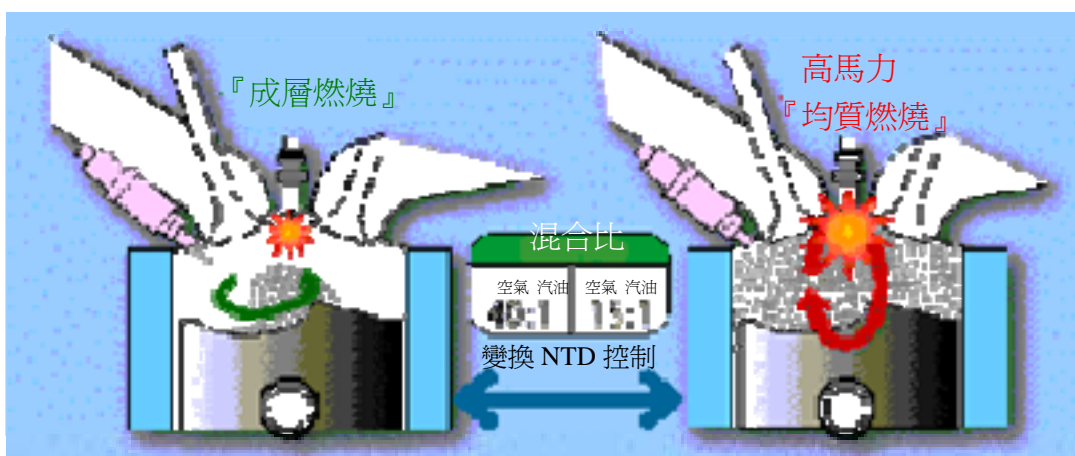 『成層燃燒』
高馬力
『均質燃燒』
混合比
空氣 汽油 空氣 汽油
40:1 15:1
變換 NTD 控制